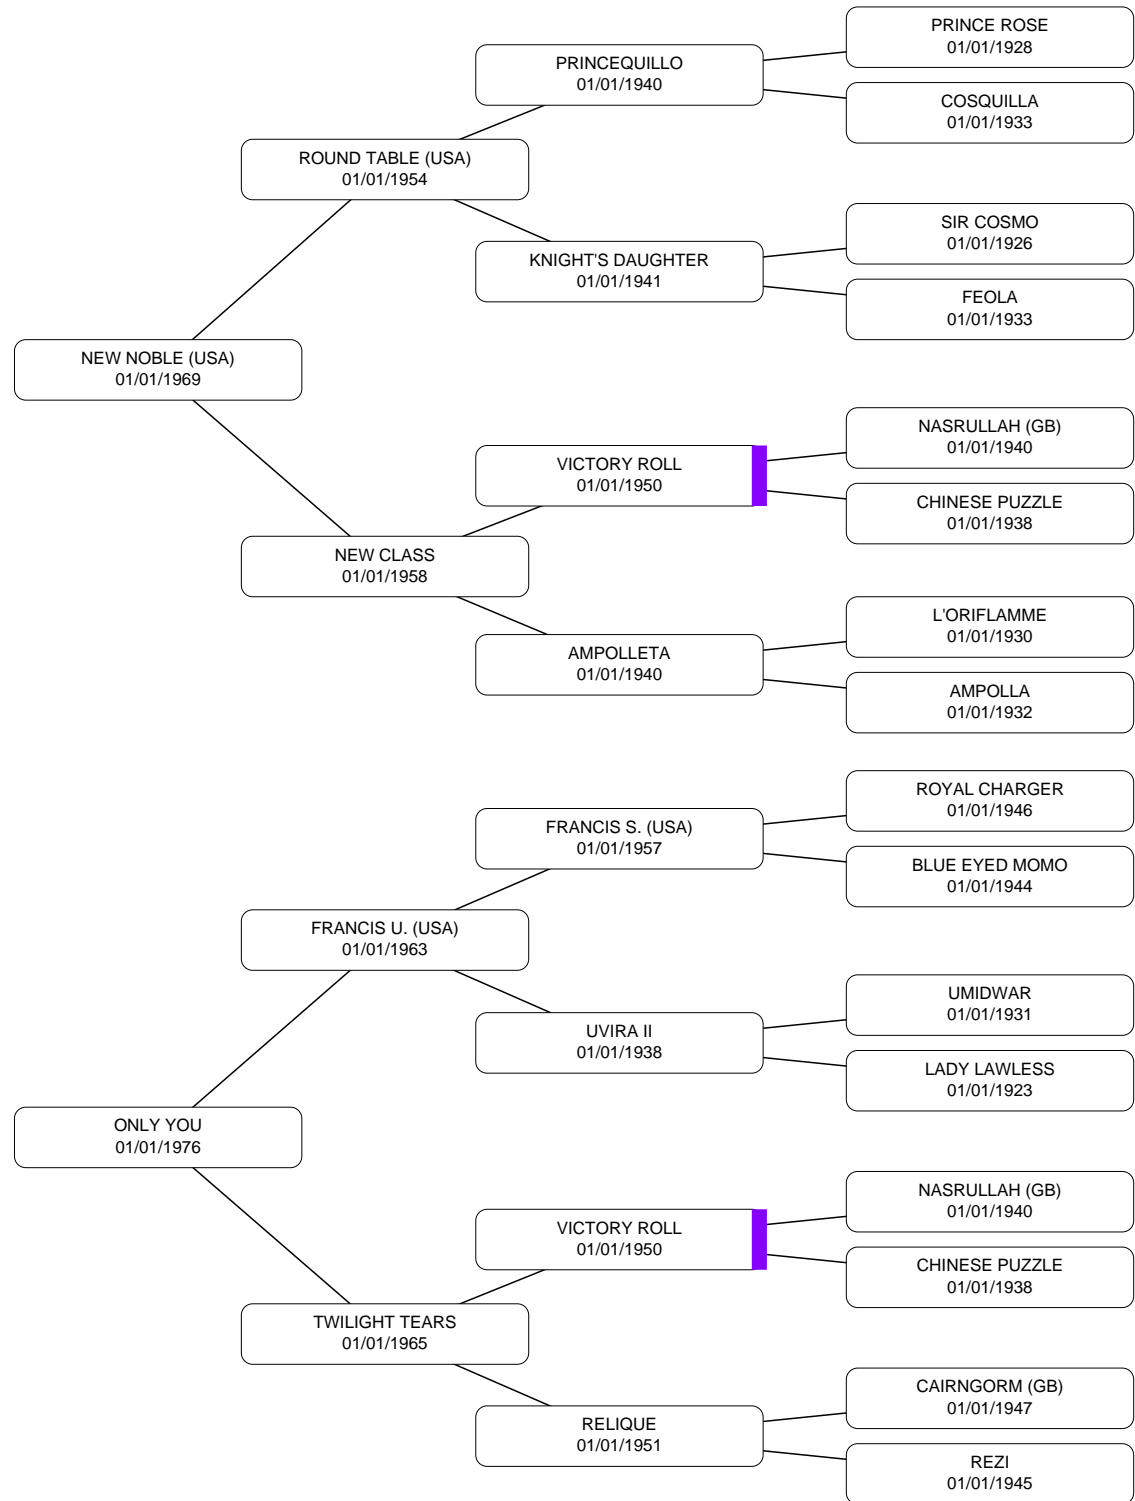 PRINCE ROSE
01/01/1928
PRINCEQUILLO
01/01/1940
COSQUILLA
01/01/1933
ROUND TABLE (USA)
01/01/1954
SIR COSMO
01/01/1926
KNIGHT'S DAUGHTER
01/01/1941
FEOLA
01/01/1933
NEW NOBLE (USA)
01/01/1969
NASRULLAH (GB)
01/01/1940
VICTORY ROLL
01/01/1950
CHINESE PUZZLE
01/01/1938
NEW CLASS
01/01/1958
L'ORIFLAMME
01/01/1930
AMPOLLETA
01/01/1940
AMPOLLA
01/01/1932
ROYAL CHARGER
01/01/1946
FRANCIS S. (USA)
01/01/1957
BLUE EYED MOMO
01/01/1944
FRANCIS U. (USA)
01/01/1963
UMIDWAR
01/01/1931
UVIRA II
01/01/1938
LADY LAWLESS
01/01/1923
ONLY YOU
01/01/1976
NASRULLAH (GB)
01/01/1940
VICTORY ROLL
01/01/1950
CHINESE PUZZLE
01/01/1938
TWILIGHT TEARS
01/01/1965
CAIRNGORM (GB)
01/01/1947
RELIQUE
01/01/1951
REZI
01/01/1945